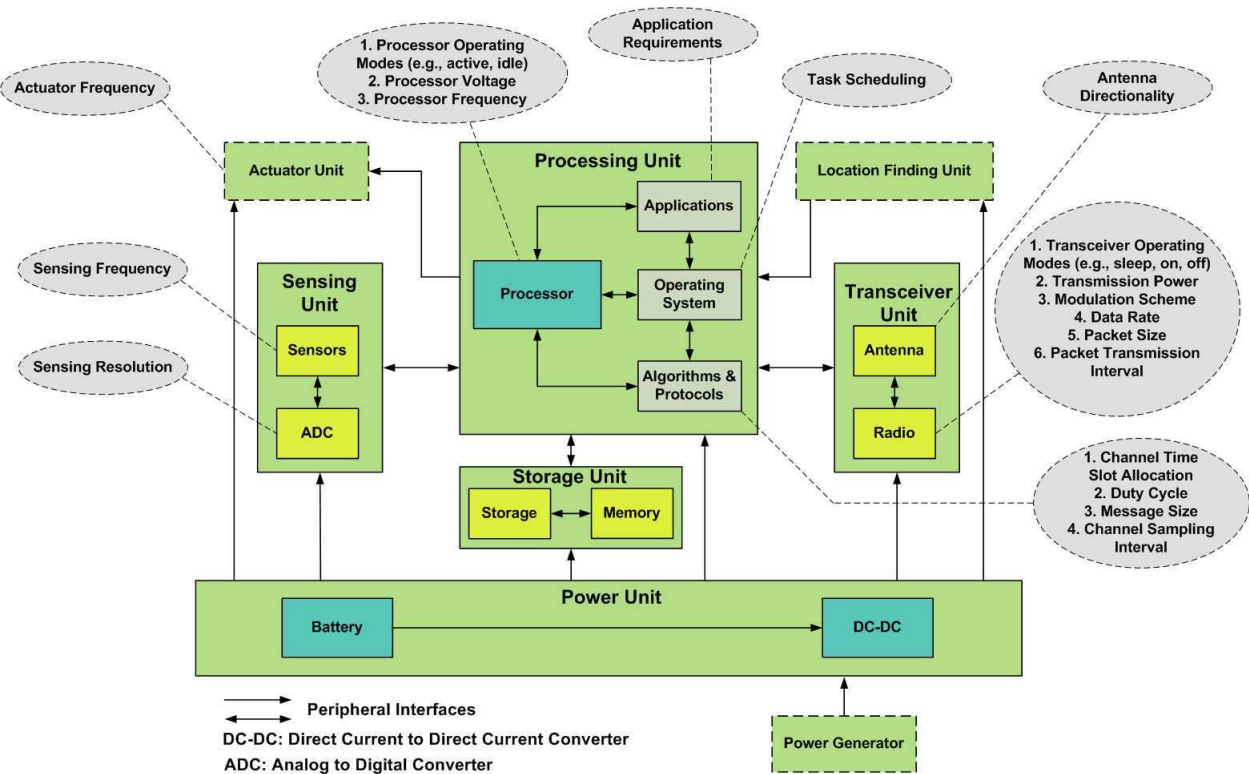 Application
Requirements
1. Processor Operating
Modes (e.g., active, idle)
2. Processor Voltage
3. Processor Frequency
Actuator Frequency
Task Scheduling
Antenna
Directionality
Actuator Unit
Processing Unit
Location Finding Unit
Applications
Sensing Frequency
Sensing
Unit
Processor
Operating
System
Transceiver
Unit
1. Transceiver Operating
Modes (e.g., sleep, on, off)
2. Transmission Power
3. Modulation Scheme
4. Data Rate
5. Packet Size
6. Packet Transmission
Interval
Sensors
Antenna
Sensing Resolution
Algorithms &
Protocols
ADC
Radio
Storage Unit
Storage
Memory
1. Channel Time
Slot Allocation
2. Duty Cycle
3. Message Size
4. Channel Sampling
Interval
Power Unit
Battery
DC-DC
Peripheral Interfaces
DC-DC: Direct Current to Direct Current Converter
ADC: Analog to Digital Converter
Power Generator